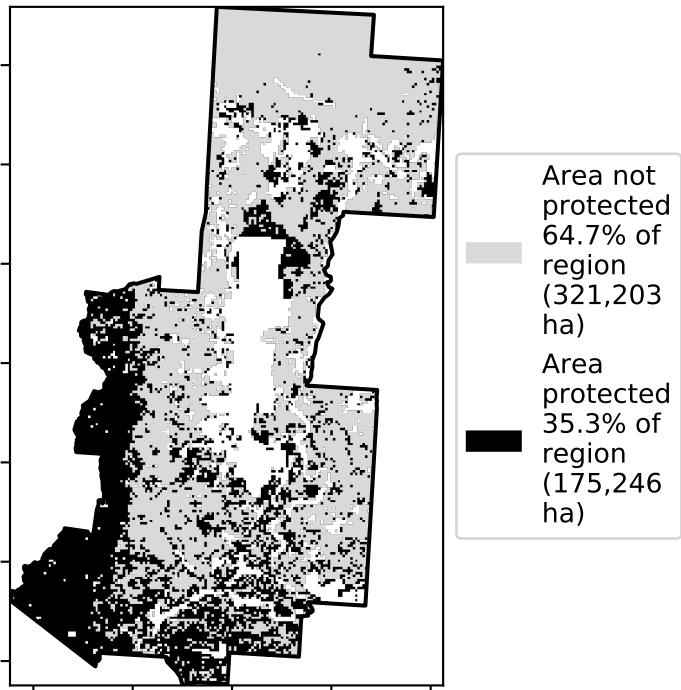 Area not
protected
64.7% of
region
(321,203
ha)
Area
protected
35.3% of
region
(175,246
ha)